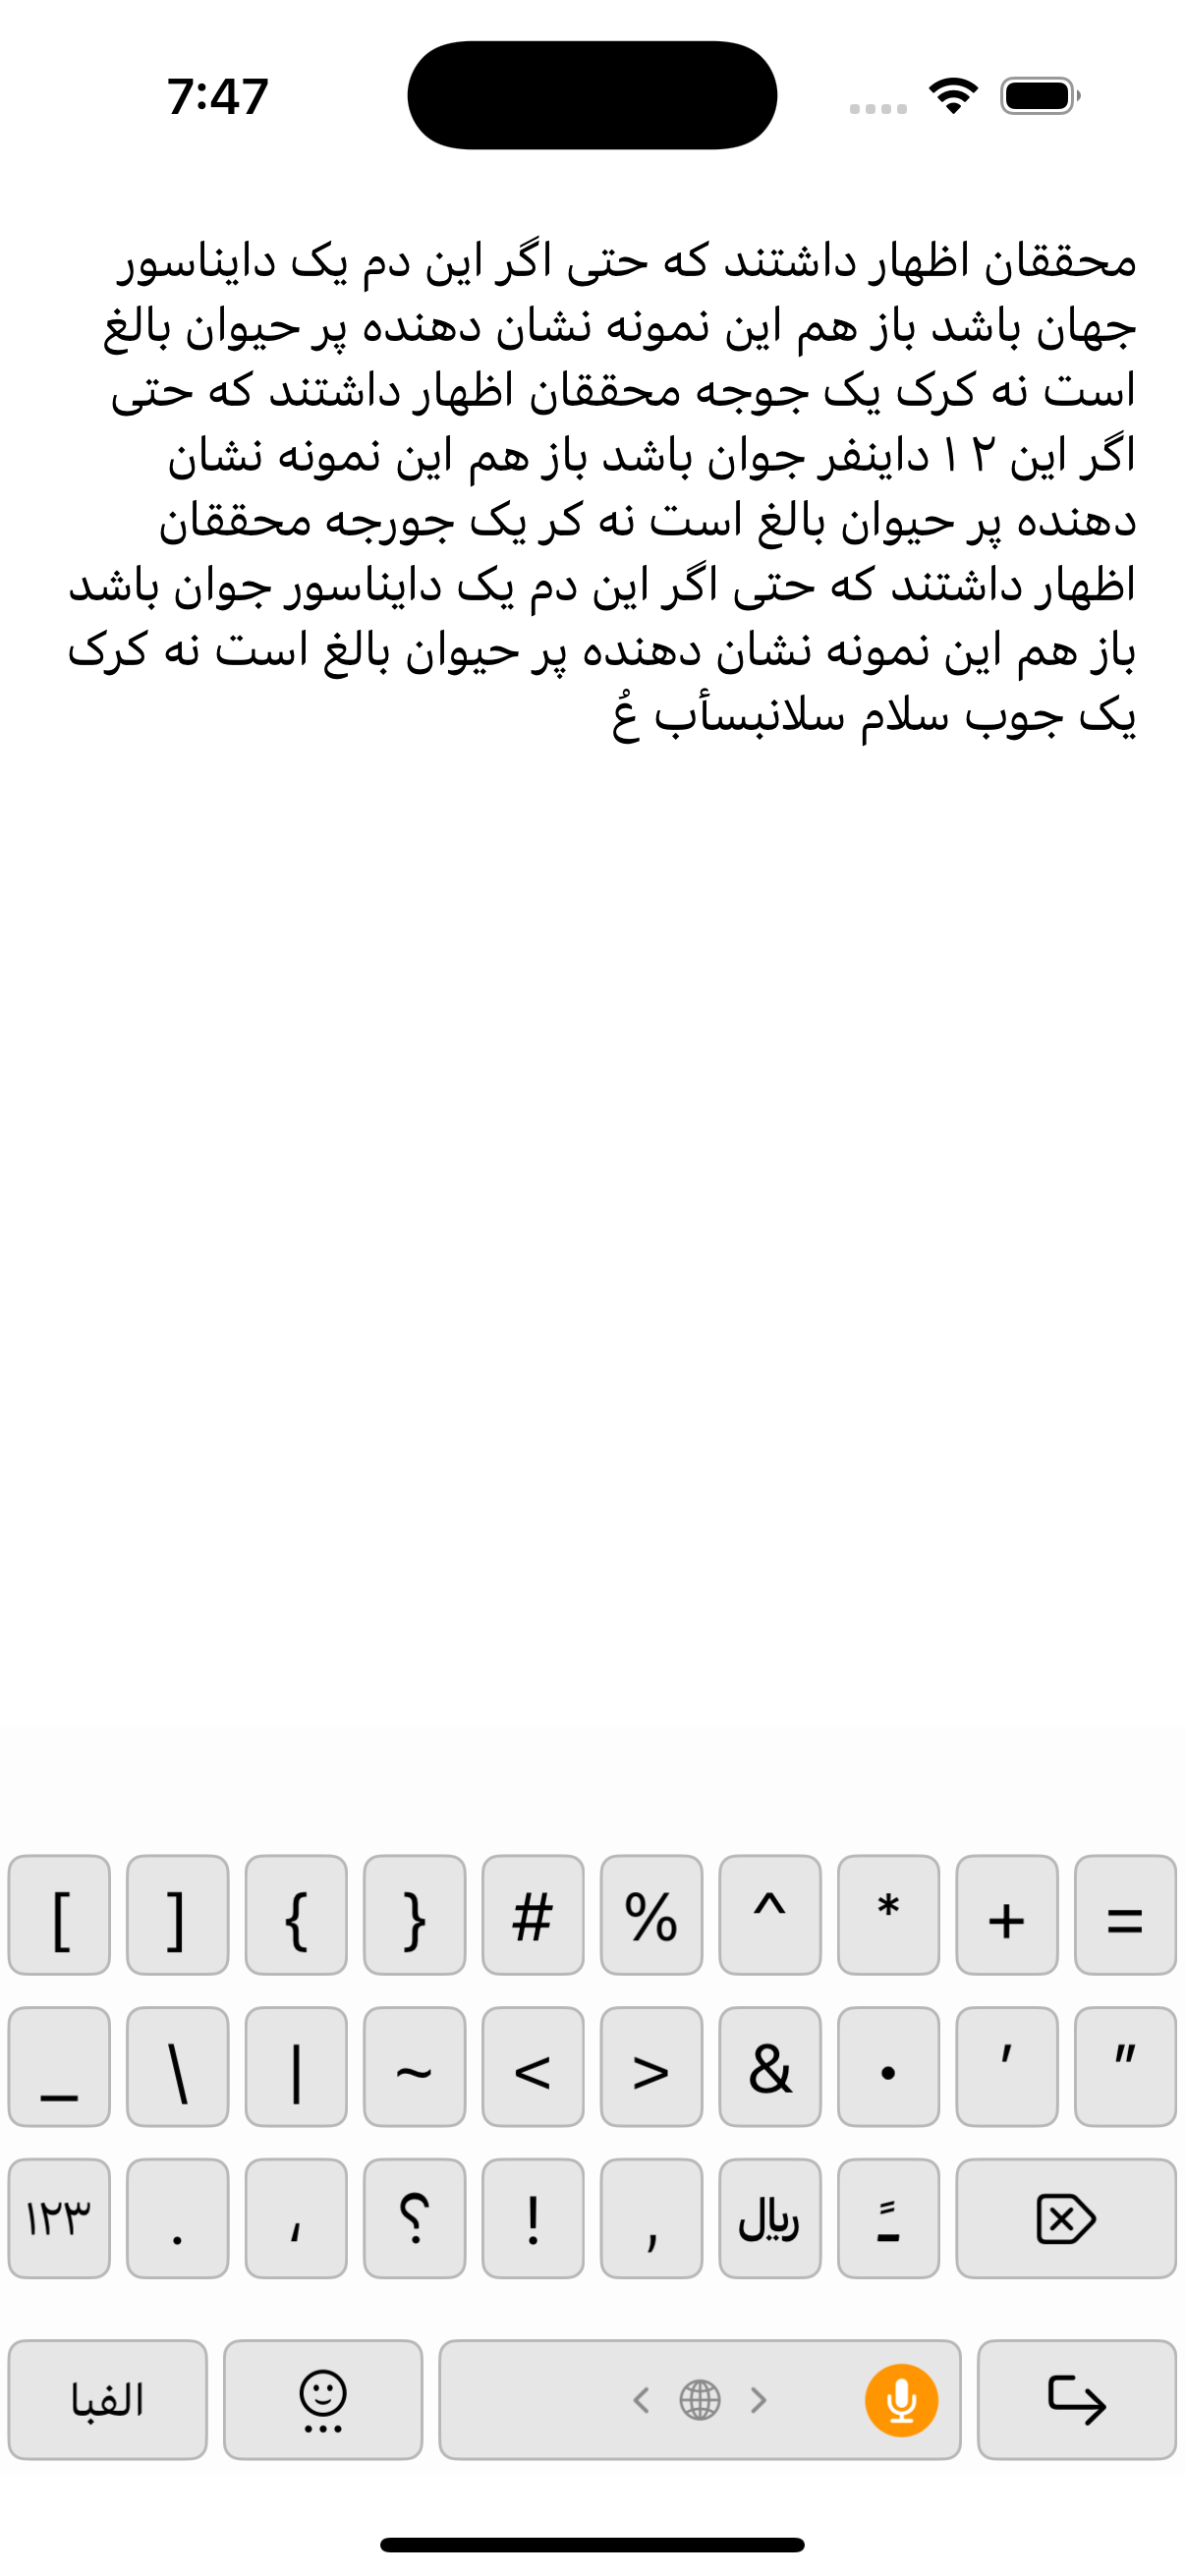 7:47
محققان اظهار داشتند که حتی اگر این دم یک دایناسور
جهان باشد باز هم این نمونه نشان دهنده پر حیوان بالغ
است نه کرک یک جوجه محققان اظهار داشتند که حتی
اگر این ۱۲ داینفر جوان باشد باز هم این نمونه نشان
دهنده پر حیوان بالغ است نه کر یک جورجه محققان
اظهار داشتند که حتی اگر این دم یک دایناسور جوان باشد
باز هم این نمونه نشان دهنده پر حیوان بالغ است نه کرک
یک جوب سلام سلانبسأب عُ
[ ] { } # % ^ * + =
_ \ | ~ < > & • ′ ″
۱۲۳ . ، ؟ ! , ﷼ ـً
الفبا